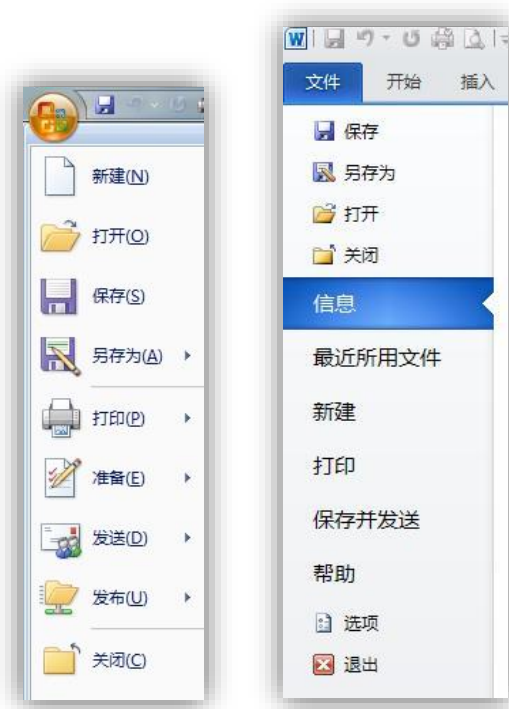 新建(N)
打开(O)
保存(S)
另存为(A)
打印(P)
准备(E)
发送(D)
发布(U)
关闭(C)
W
文件 开始 插入
保存
另存为
打开
关闭
信息
最近所用文件
新建
打印
保存并发送
帮助
选项
退出